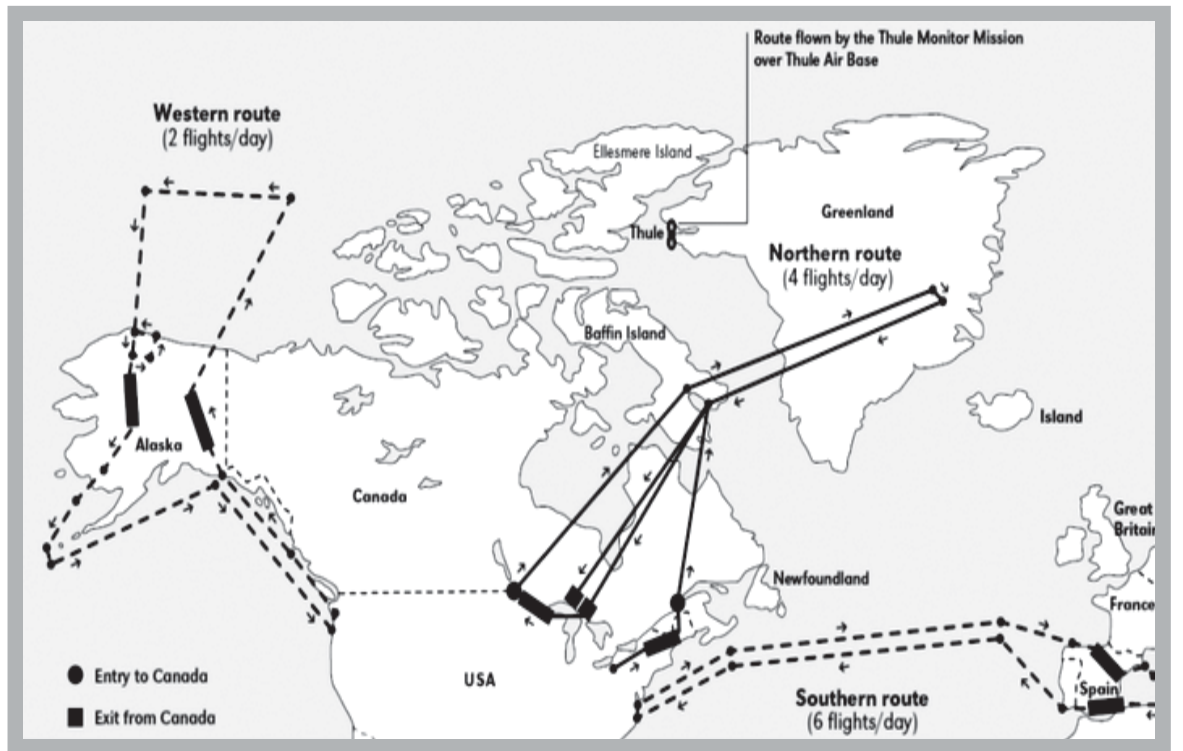 Route flown by the Thule Monitor Mission
over Thule Air Base
Western route
(2 flights/day)
Ellesmere Island
Greenland
Thule
Northern route
(4 flights/day)
Baffin Island
Island
Alaska
Canada
Great
Britain
Newfoundland
France
Entry to Canada
USA
Spain
Southern route
(6 flights/day)
Exit from Canada